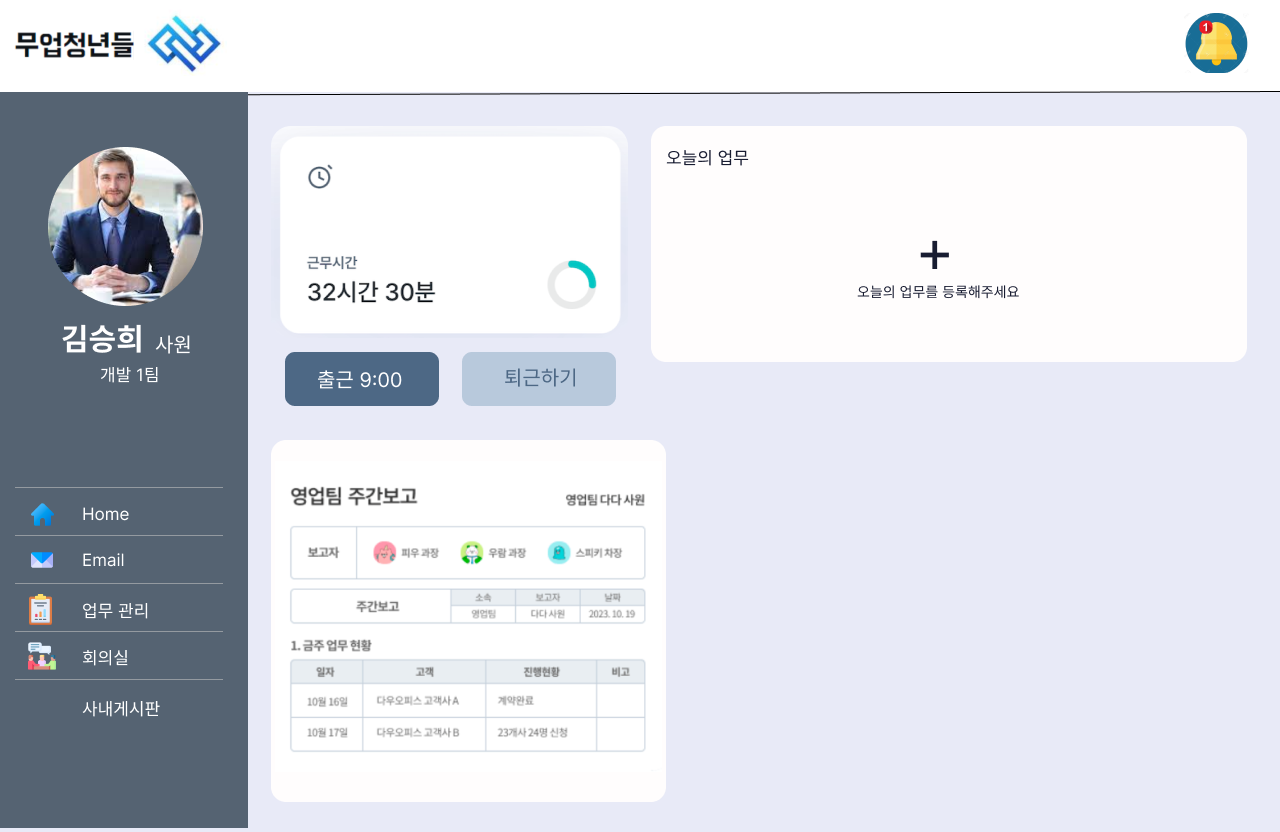 무업청년들
1
김승희 사원
개발 1팀
Home
Email
업무 관리
회의실
사내게시판
근무시간
32시간 30분
출근 9:00
퇴근하기
오늘의 업무
+
오늘의 업무를 등록해주세요
영업팀 주간보고
영업팀 다다 사원
보고자
피우 과장
우람 과장
스피키 차장
주간보고
소속 보고자 날짜
영업팀 다다 사원 2023. 10. 19
1. 금주 업무 현황
일자 고객 진행현황 비고
10월 16일 다우오피스 고객사 A 계약완료
10월 17일 다우오피스 고객사 B 23개사 24명 신청